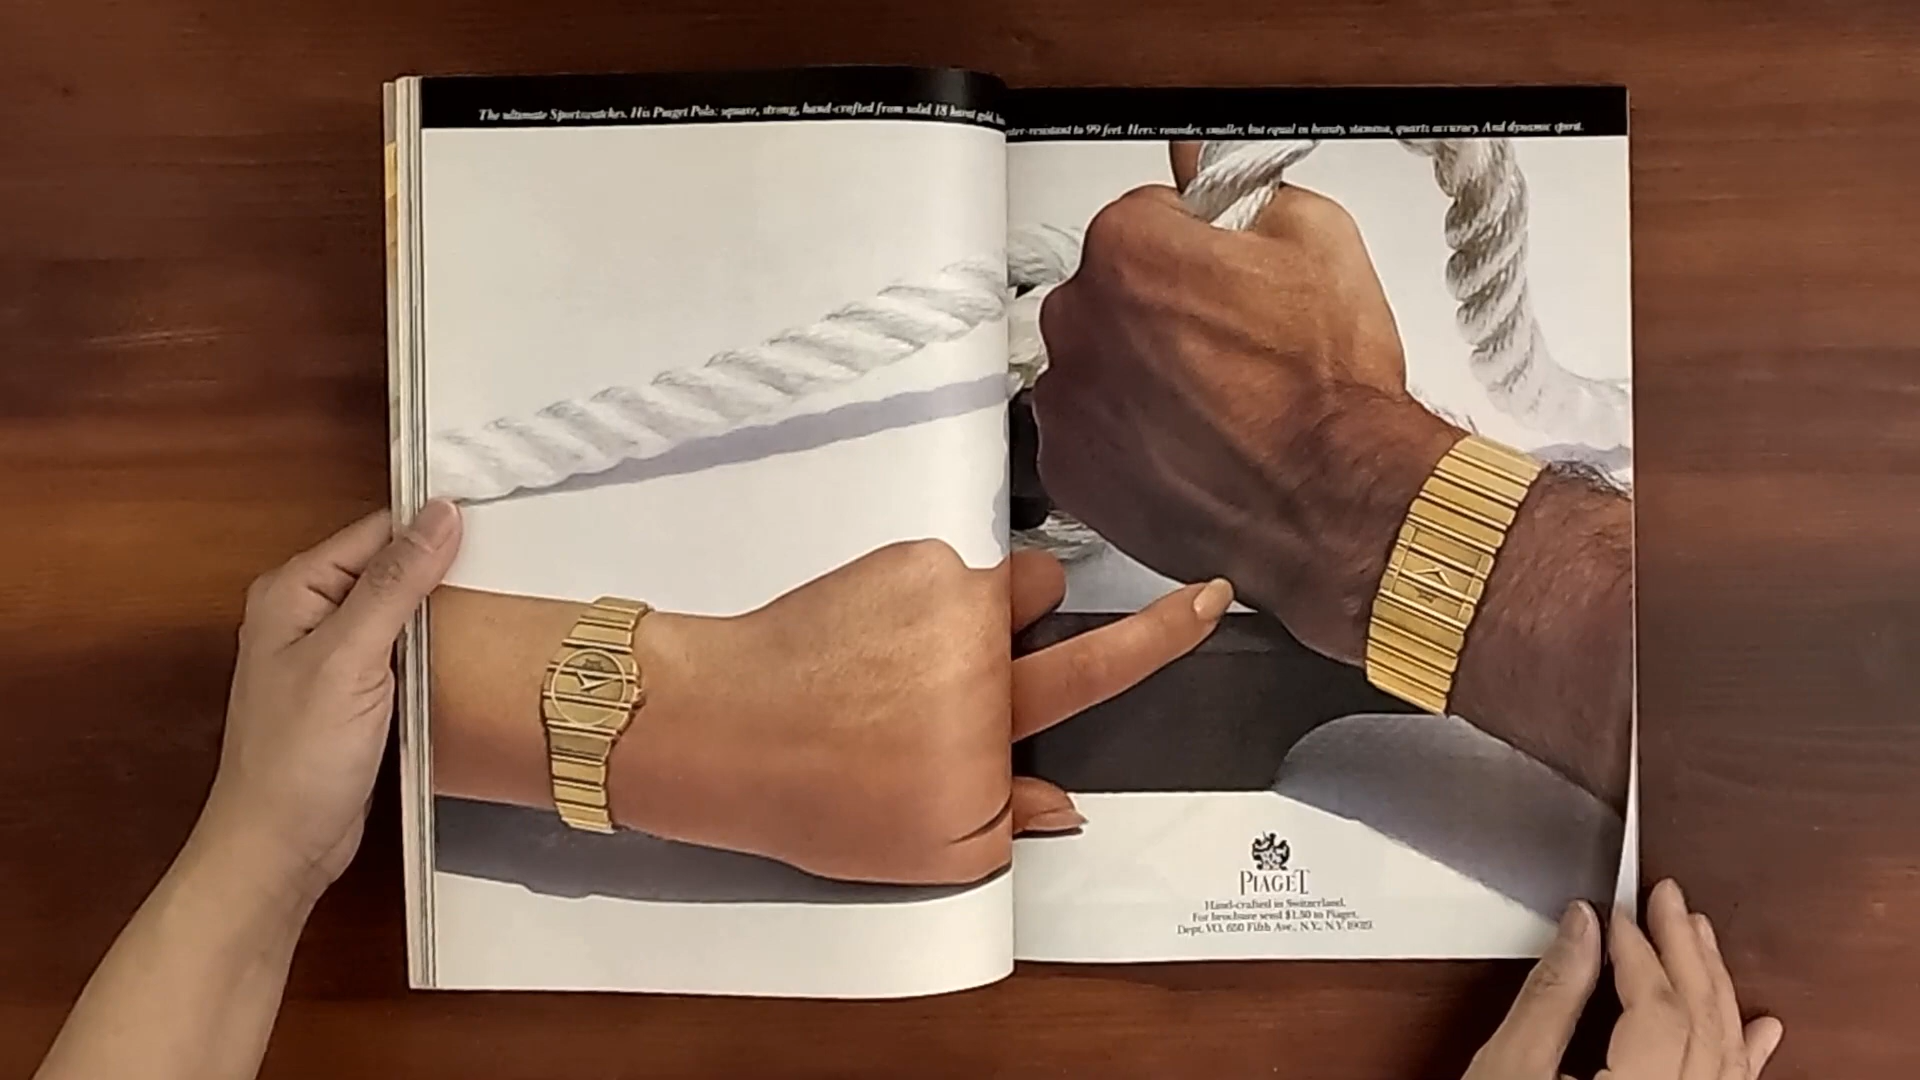 The ultimate Sportswatches. His Piaget Polo: square, strong, hand-crafted from solid 18 karat gold,
ter-resistant to 99 feet. Hers: rounder, smaller, but equal in beauty, stamina, quartz accuracy. And dynamic spirit.
PIAGET
Hand-crafted in Switzerland.
For brochure send $1.50 to Piaget,
Dept. VO, 650 Fifth Ave., N.Y., N.Y. 10019.